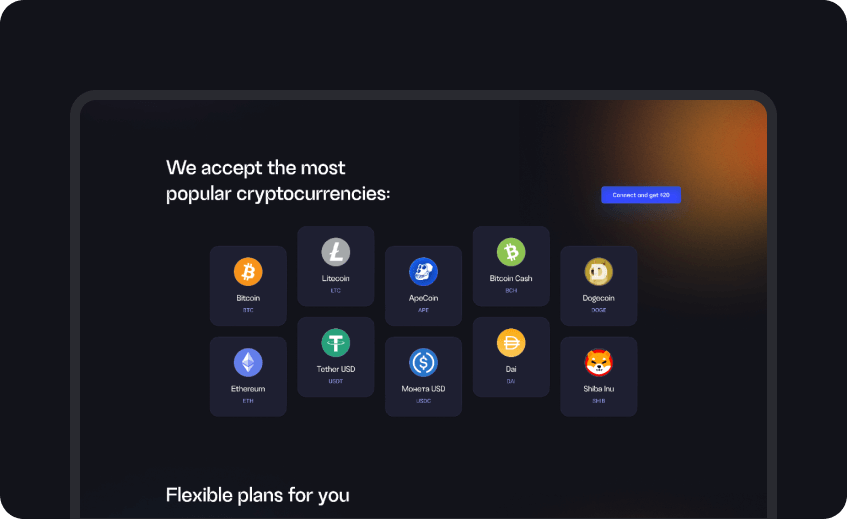 We accept the most
popular cryptocurrencies:
Connect and get $20
Bitcoin
BTC
Litecoin
LTC
ApeCoin
APE
Bitcoin Cash
BCH
Dogecoin
DOGE
Ethereum
ETH
Tether USD
USDT
Монета USD
USDC
Dai
DAI
Shiba Inu
SHIB
Flexible plans for you